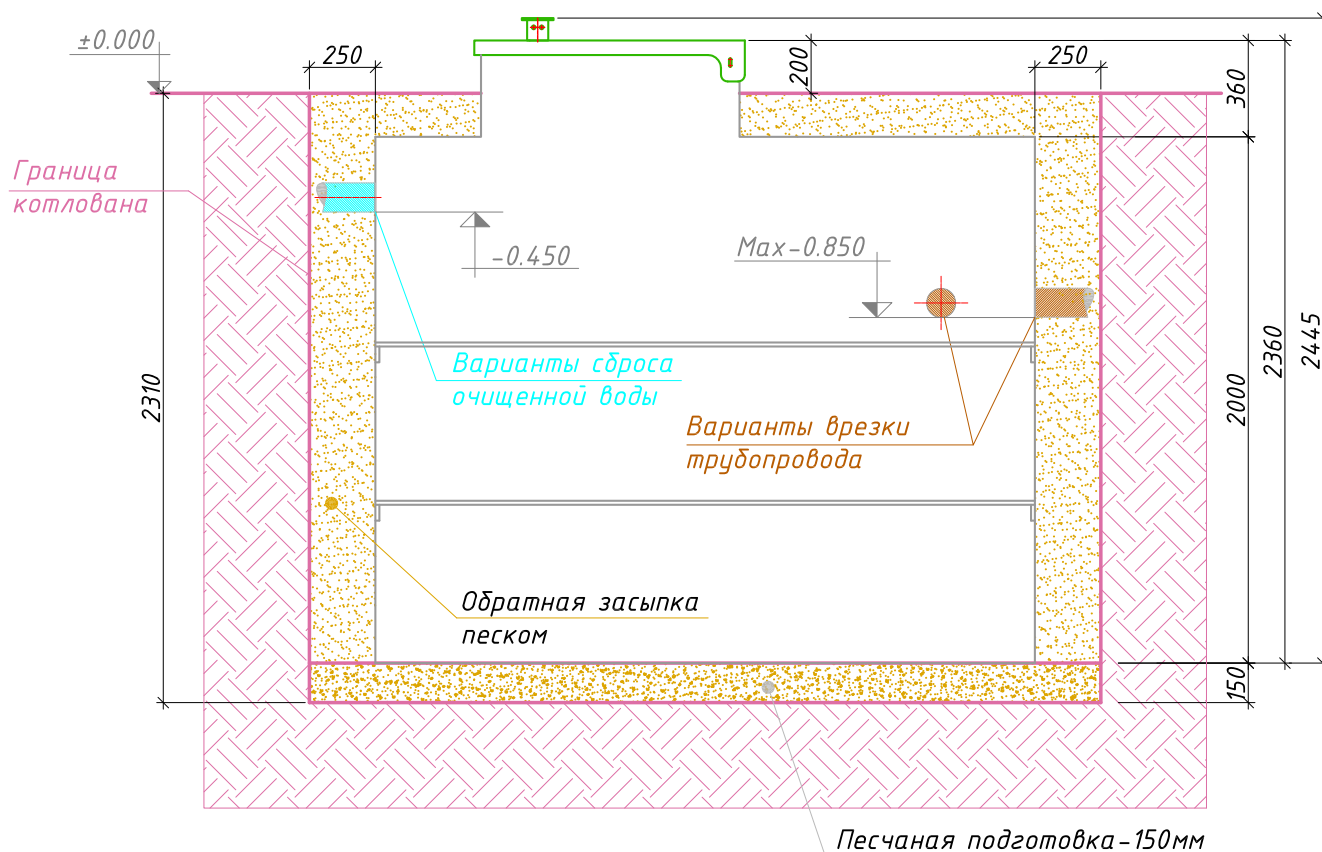 ±0.000
250
200
250
360
Граница
котлована
-0.450
Max-0.850
Варианты сброса
очищенной воды
2310
2000
2360
2445
Варианты врезки
трубопровода
Обратная засыпка
песком
150
Песчаная подготовка-150мм